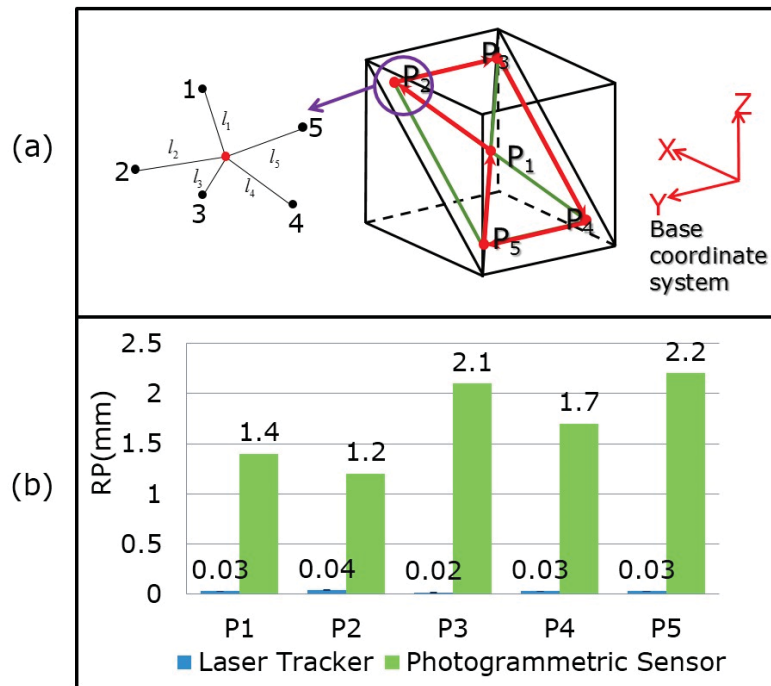 (a)
1
2
3
4
5
l1
l2
l3
l4
l5
P2
P3
P1
P4
P5
Z
X
Y
Base
coordinate
system
(b)
RP(mm)
2.5
2
1.5
1
0.5
0
0.03
1.4
0.04
1.2
0.02
2.1
0.03
1.7
0.03
2.2
P1 P2 P3 P4 P5
Laser Tracker Photogrammetric Sensor